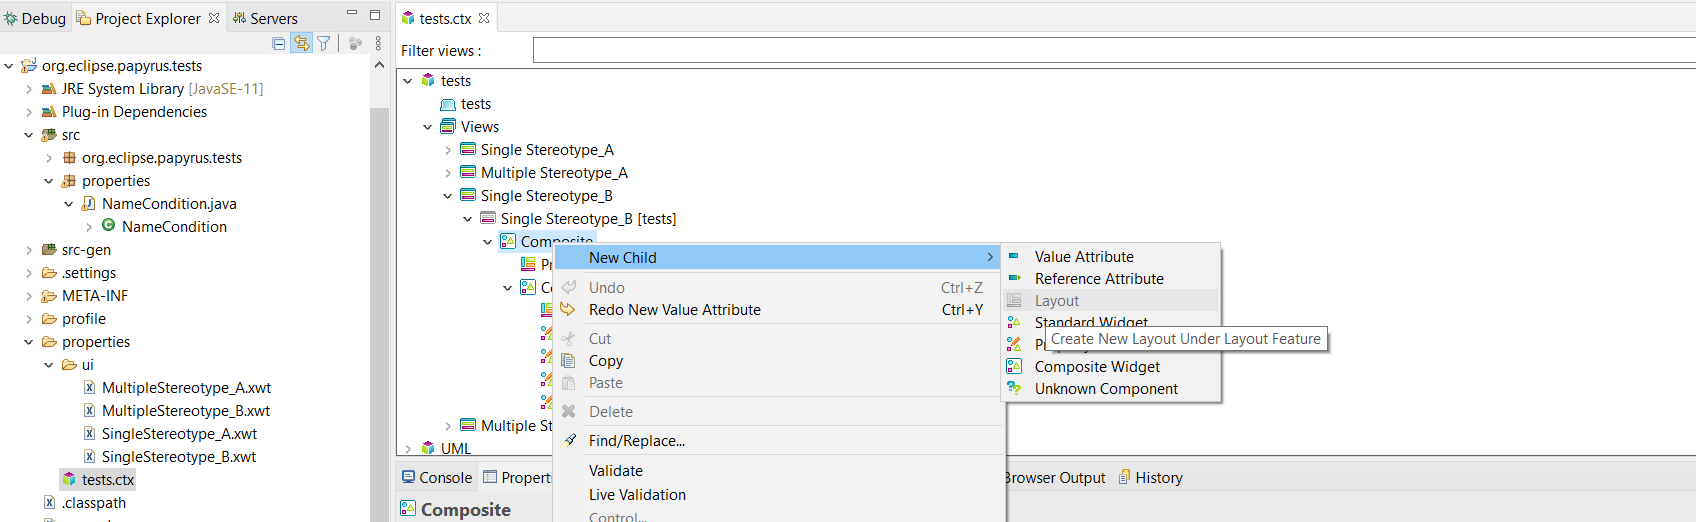 Debug Project Explorer Servers
org.eclipse.papyrus.tests
JRE System Library [JavaSE-11]
Plug-in Dependencies
src
org.eclipse.papyrus.tests
properties
NameCondition.java
NameCondition
src-gen
.settings
META-INF
profile
properties
ui
MultipleStereotype_A.xwt
MultipleStereotype_B.xwt
SingleStereotype_A.xwt
SingleStereotype_B.xwt
tests.ctx
.classpath
tests.ctx
Filter views :
tests
tests
Views
Single Stereotype_A
Multiple Stereotype_A
Single Stereotype_B
Single Stereotype_B [tests]
Composite
Multiple St
UML
New Child
Undo Ctrl+Z
Redo New Value Attribute Ctrl+Y
Cut
Copy
Paste
Delete
Find/Replace...
Validate
Live Validation
Control...
Value Attribute
Reference Attribute
Layout
Standard Widget
Create New Layout Under Layout Feature
Composite Widget
Unknown Component
Console Properti Browser Output History
Composite